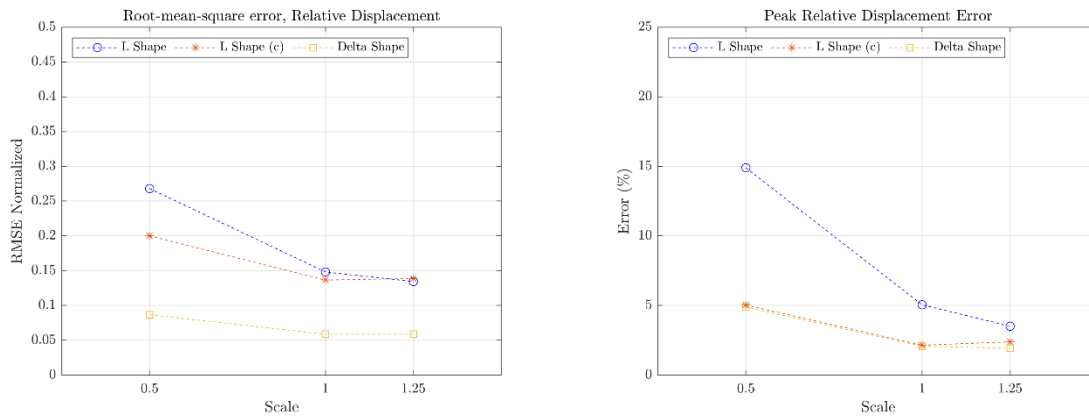 Root-mean-square error, Relative Displacement
0.5
L Shape
L Shape (c)
Delta Shape
0.45
0.4
0.35
0.3
0.25
0.2
0.15
0.1
0.05
0
RMSE Normalized
0.5
1
1.25
Scale
Peak Relative Displacement Error
25
L Shape
L Shape (c)
Delta Shape
20
15
10
5
0
Error (%)
0.5
1
1.25
Scale